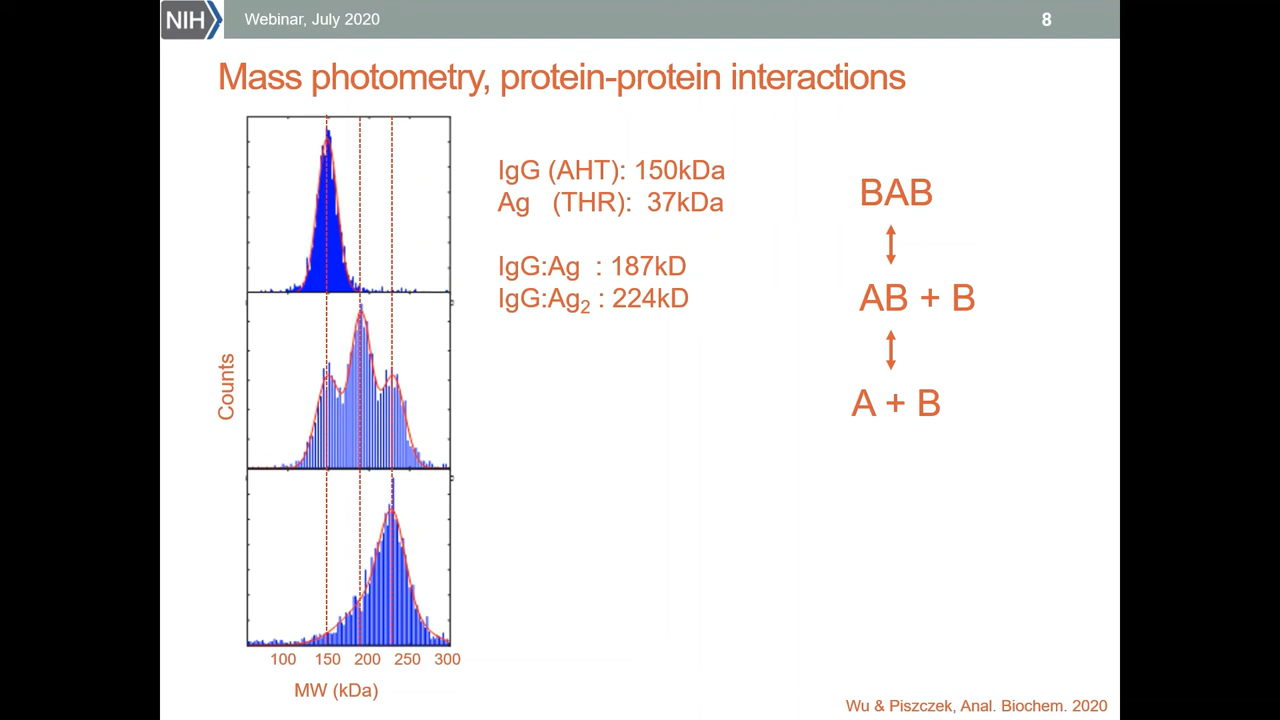 NIH
Webinar, July 2020
8
Mass photometry, protein-protein interactions
IgG (AHT): 150kDa
Ag (THR): 37kDa
IgG:Ag : 187kD
IgG:Ag₂ : 224kD
BAB
AB + B
A + B
Counts
100 150 200 250 300
MW (kDa)
Wu & Piszczek, Anal. Biochem. 2020